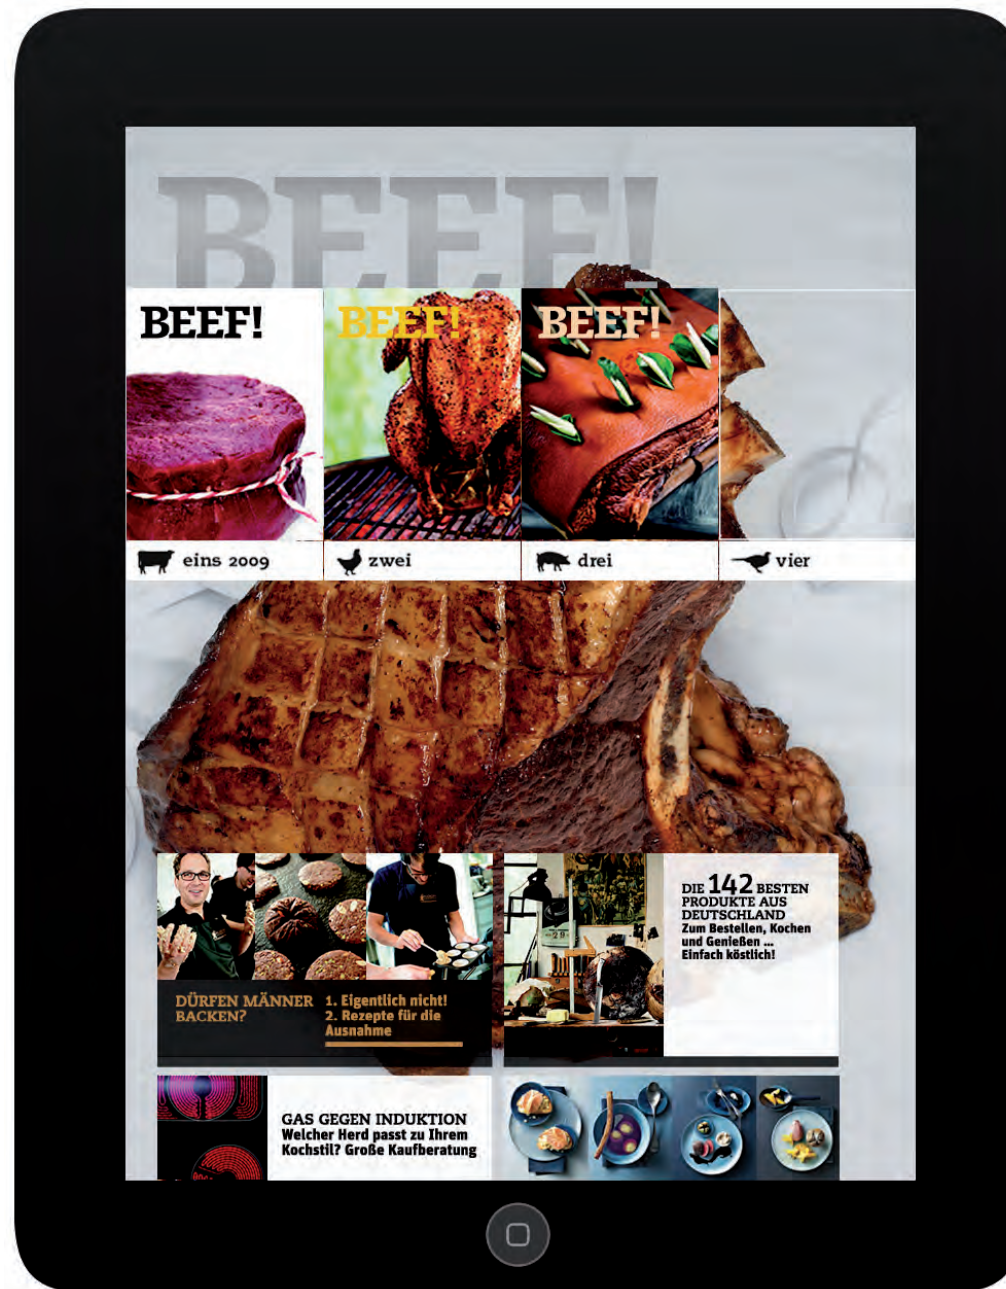 BEEF!
BEEF!
BEEF!
BEEF!
eins 2009
zwei
drei
vier
DÜRFEN MÄNNER
BACKEN?
1. Eigentlich nicht!
2. Rezepte für die
Ausnahme
DIE 142 BESTEN
PRODUKTE AUS
DEUTSCHLAND
Zum Bestellen, Kochen
und Genießen ...
Einfach köstlich!
GAS GEGEN INDUKTION
Welcher Herd passt zu Ihrem
Kochstil? Große Kaufberatung